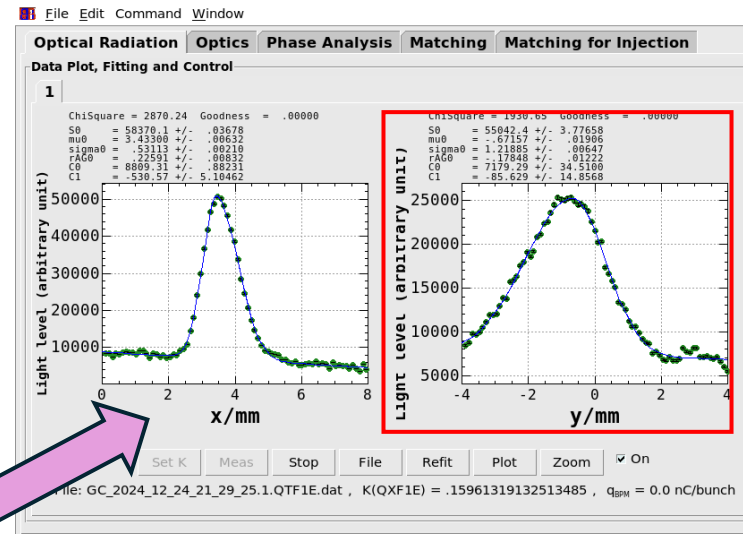 File Edit Command Window
Optical Radiation Optics Phase Analysis Matching Matching for Injection
Data Plot, Fitting and Control
1
ChiSquare = 2870.24 Goodness = .00000
S0 = 58370.1 +/- .03678
mu0 = 3.43300 +/- .00632
sigma0 = .53113 +/- .00210
rAG0 = .22591 +/- .00832
C0 = 8809.31 +/- .88231
C1 = -530.57 +/- 5.10462
Light level (arbitrary unit)
50000
40000
30000
20000
10000
0 2 4 6 8
x/mm
ChiSquare = 1930.65 Goodness = .00000
S0 = 55042.4 +/- 3.77658
mu0 = -.67157 +/- .01906
sigma0 = 1.21885 +/- .00647
rAG0 = -.17848 +/- .01222
C0 = 7179.29 +/- 34.5100
C1 = -85.629 +/- 14.8568
Light level (arbitrary unit)
25000
20000
15000
10000
5000
-4 -2 0 2 4
y/mm
Set K Meas Stop File Refit Plot Zoom On
File: GC_2024_12_24_21_29_25.1.QTF1E.dat , K(QXF1E) = .15961319132513485 , qBPM = 0.0 nC/bunch